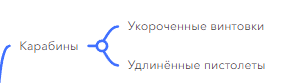 Укороченные винтовки
Карабины
Удлинённые пистолеты